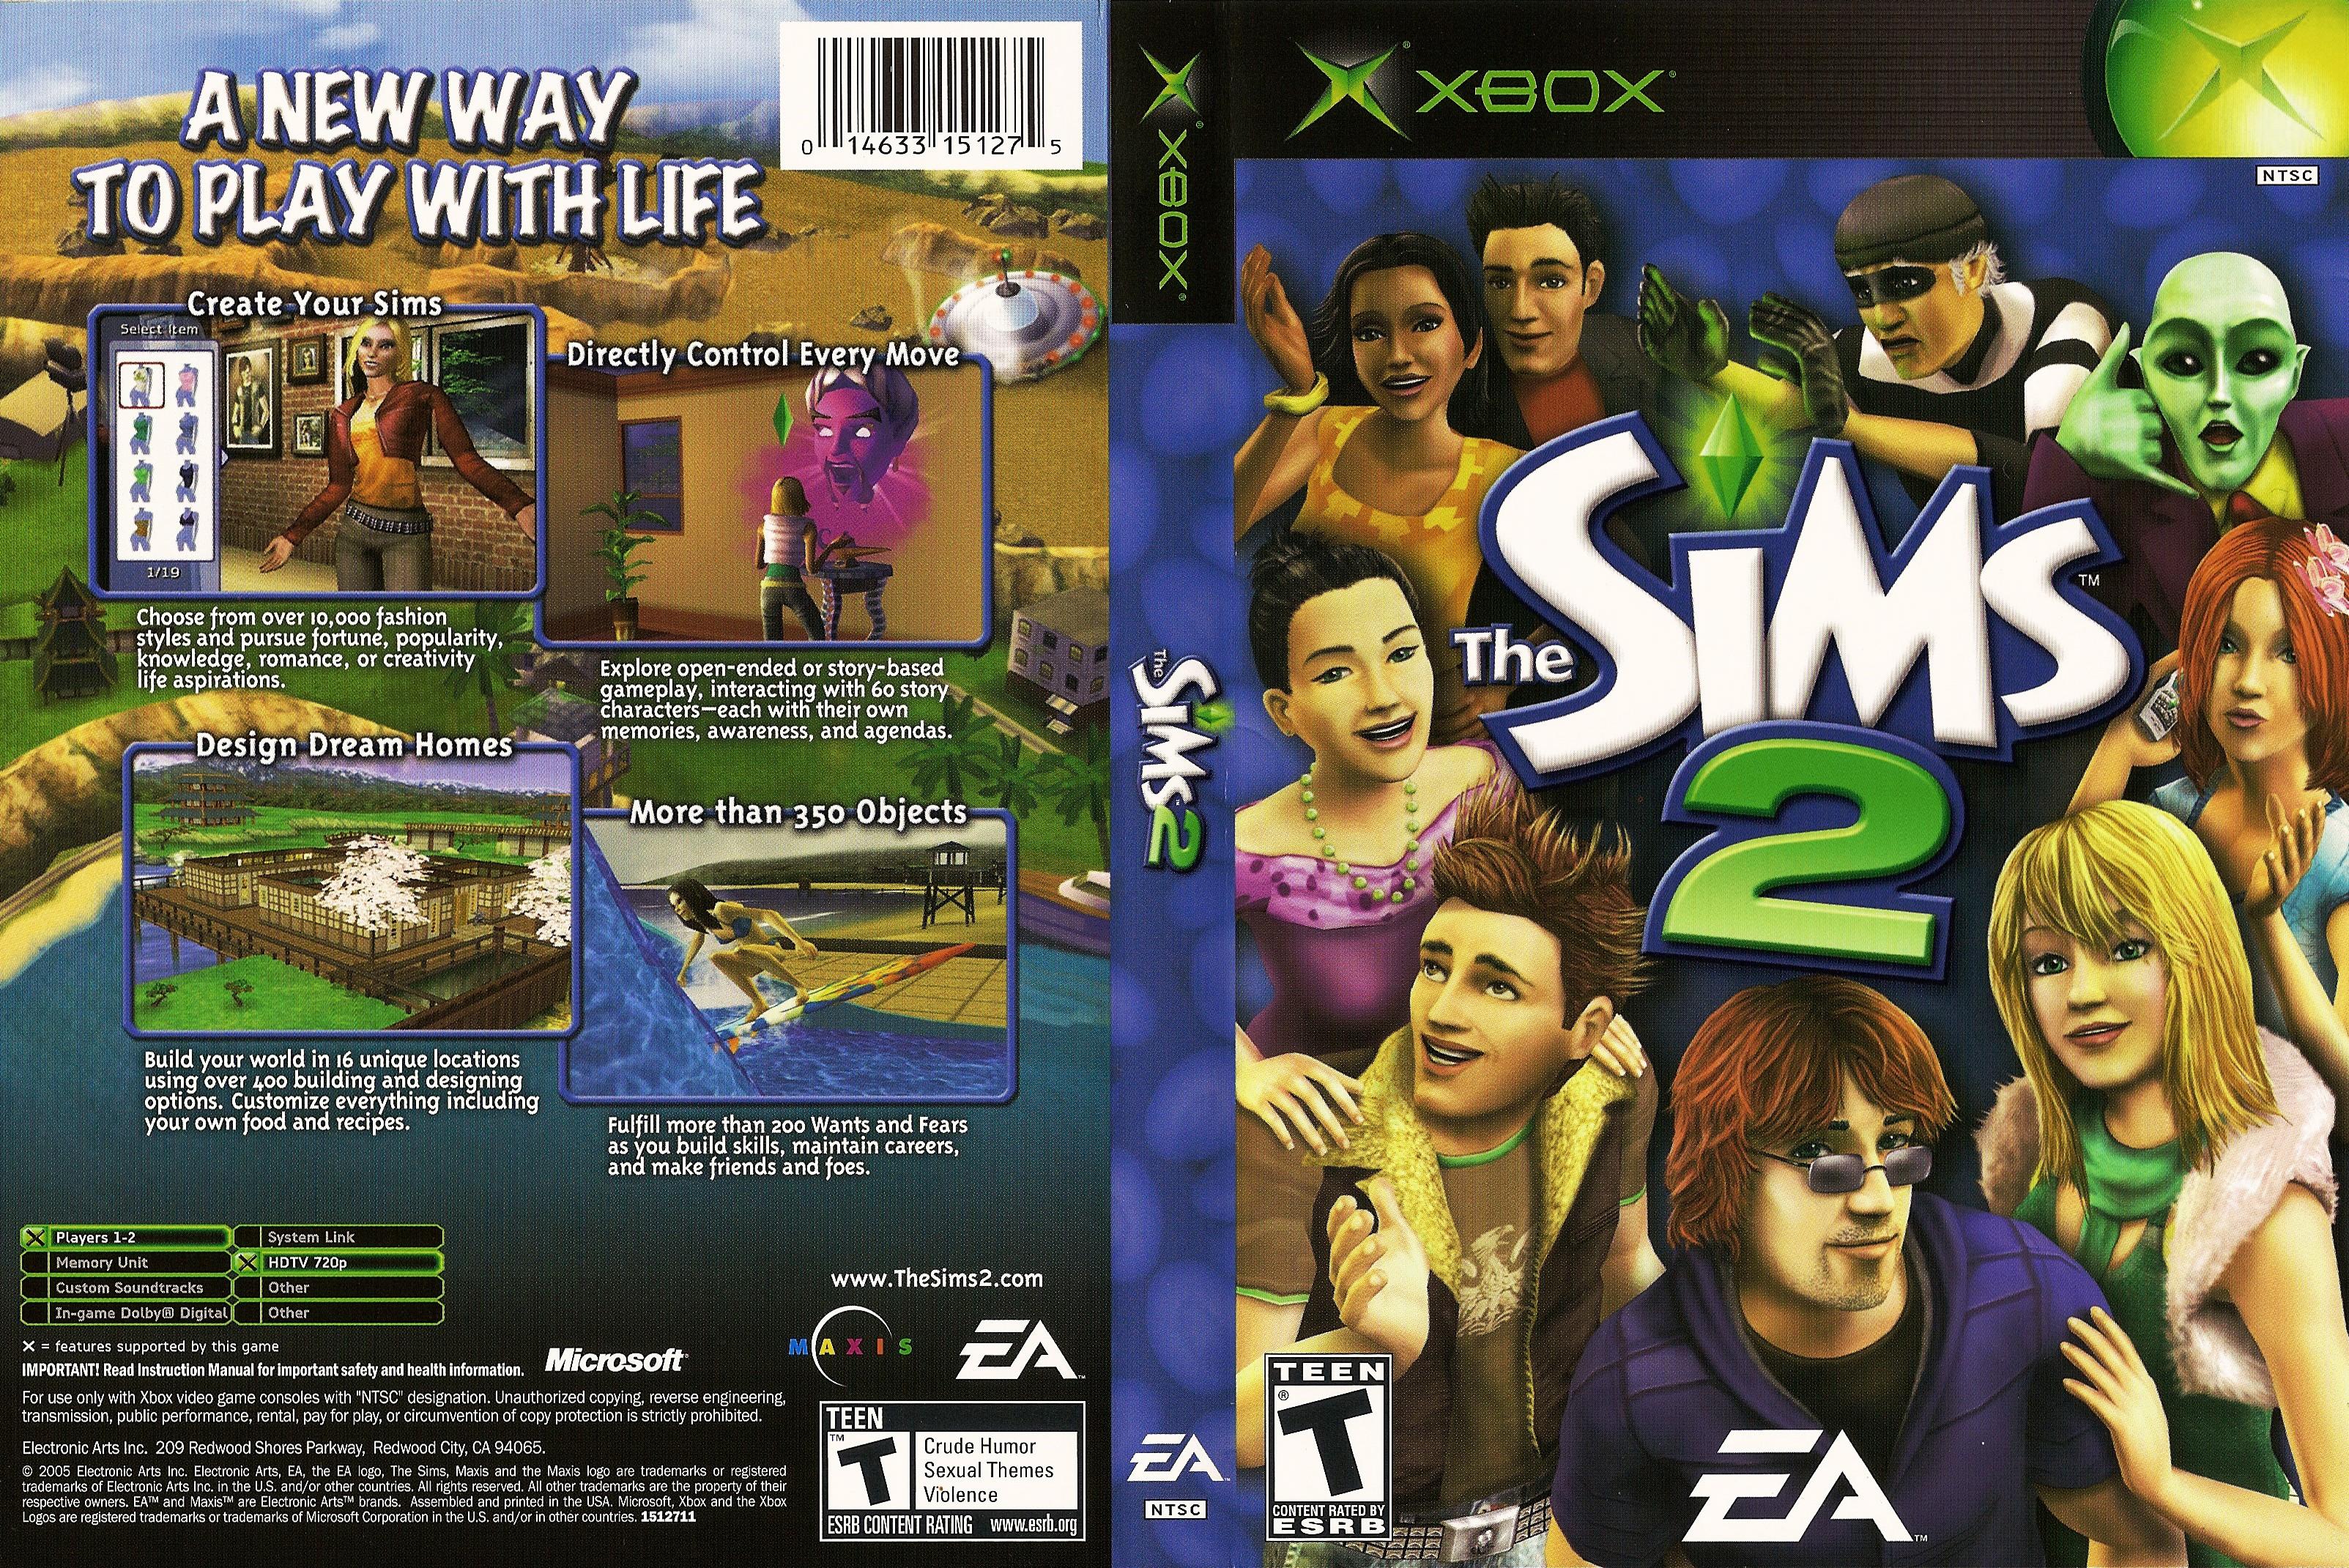 A NEW WAY
TO PLAY WITH LIFE
0 14633 15127 5
Create Your Sims
Select Item
1/19
Choose from over 10,000 fashion
styles and pursue fortune, popularity,
knowledge, romance, or creativity
life aspirations.
Directly Control Every Move
Explore open-ended or story-based
gameplay, interacting with 60 story
characters—each with their own
memories, awareness, and agendas.
Design Dream Homes
Build your world in 16 unique locations
using over 400 building and designing
options. Customize everything including
your own food and recipes.
More than 350 Objects
Fulfill more than 200 Wants and Fears
as you build skills, maintain careers,
and make friends and foes.
X Players 1-2
System Link
Memory Unit
X HDTV 720p
Custom Soundtracks
Other
In-game Dolby® Digital
Other
X = features supported by this game
IMPORTANT! Read Instruction Manual for important safety and health information.
Microsoft®
www.TheSims2.com
MAXIS
EA™
For use only with Xbox video game consoles with "NTSC" designation. Unauthorized copying, reverse engineering,
transmission, public performance, rental, pay for play, or circumvention of copy protection is strictly prohibited.
Electronic Arts Inc. 209 Redwood Shores Parkway, Redwood City, CA 94065.
© 2005 Electronic Arts Inc. Electronic Arts, EA, the EA logo, The Sims, Maxis and the Maxis logo are trademarks or registered
trademarks of Electronic Arts Inc. in the U.S. and/or other countries. All rights reserved. All other trademarks are the property of their
respective owners. EA™ and Maxis™ are Electronic Arts™ brands. Assembled and printed in the USA. Microsoft, Xbox and the Xbox
Logos are registered trademarks or trademarks of Microsoft Corporation in the U.S. and/or in other countries. 1512711
TEEN
T™
Crude Humor
Sexual Themes
Violence
ESRB CONTENT RATING www.esrb.org
XBOX®
The Sims™ 2
EA™
NTSC
XBOX®
NTSC
The Sims™
2
TEEN
T®
CONTENT RATED BY
ESRB
EA™